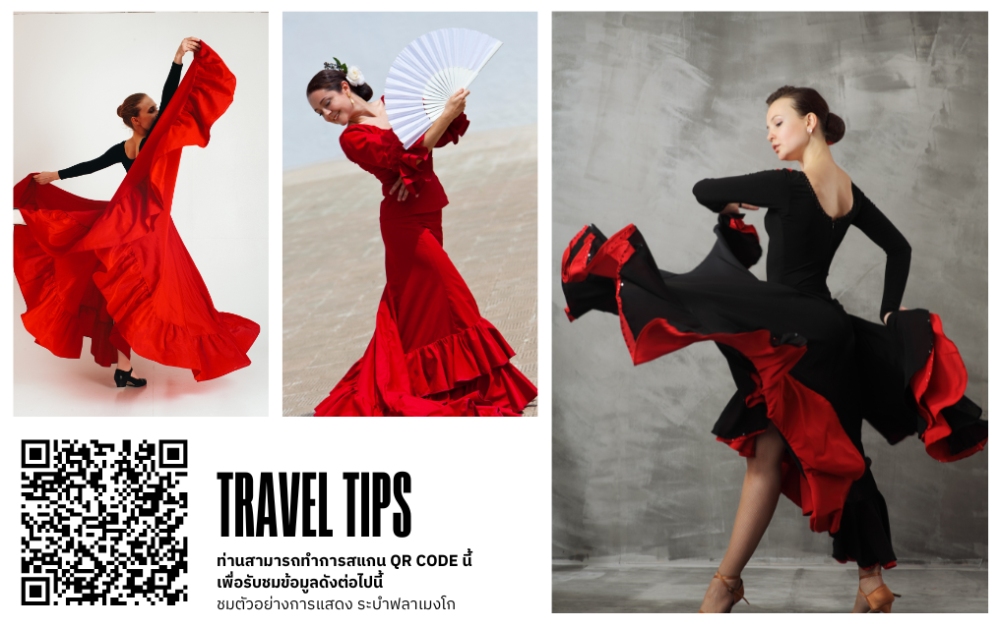 TRAVEL TIPS
ท่านสามารถทำการสแกน QR CODE นี้
เพื่อรับชมข้อมูลดังต่อไปนี้
ชมตัวอย่างการแสดง ระบำฟลาเมงโก